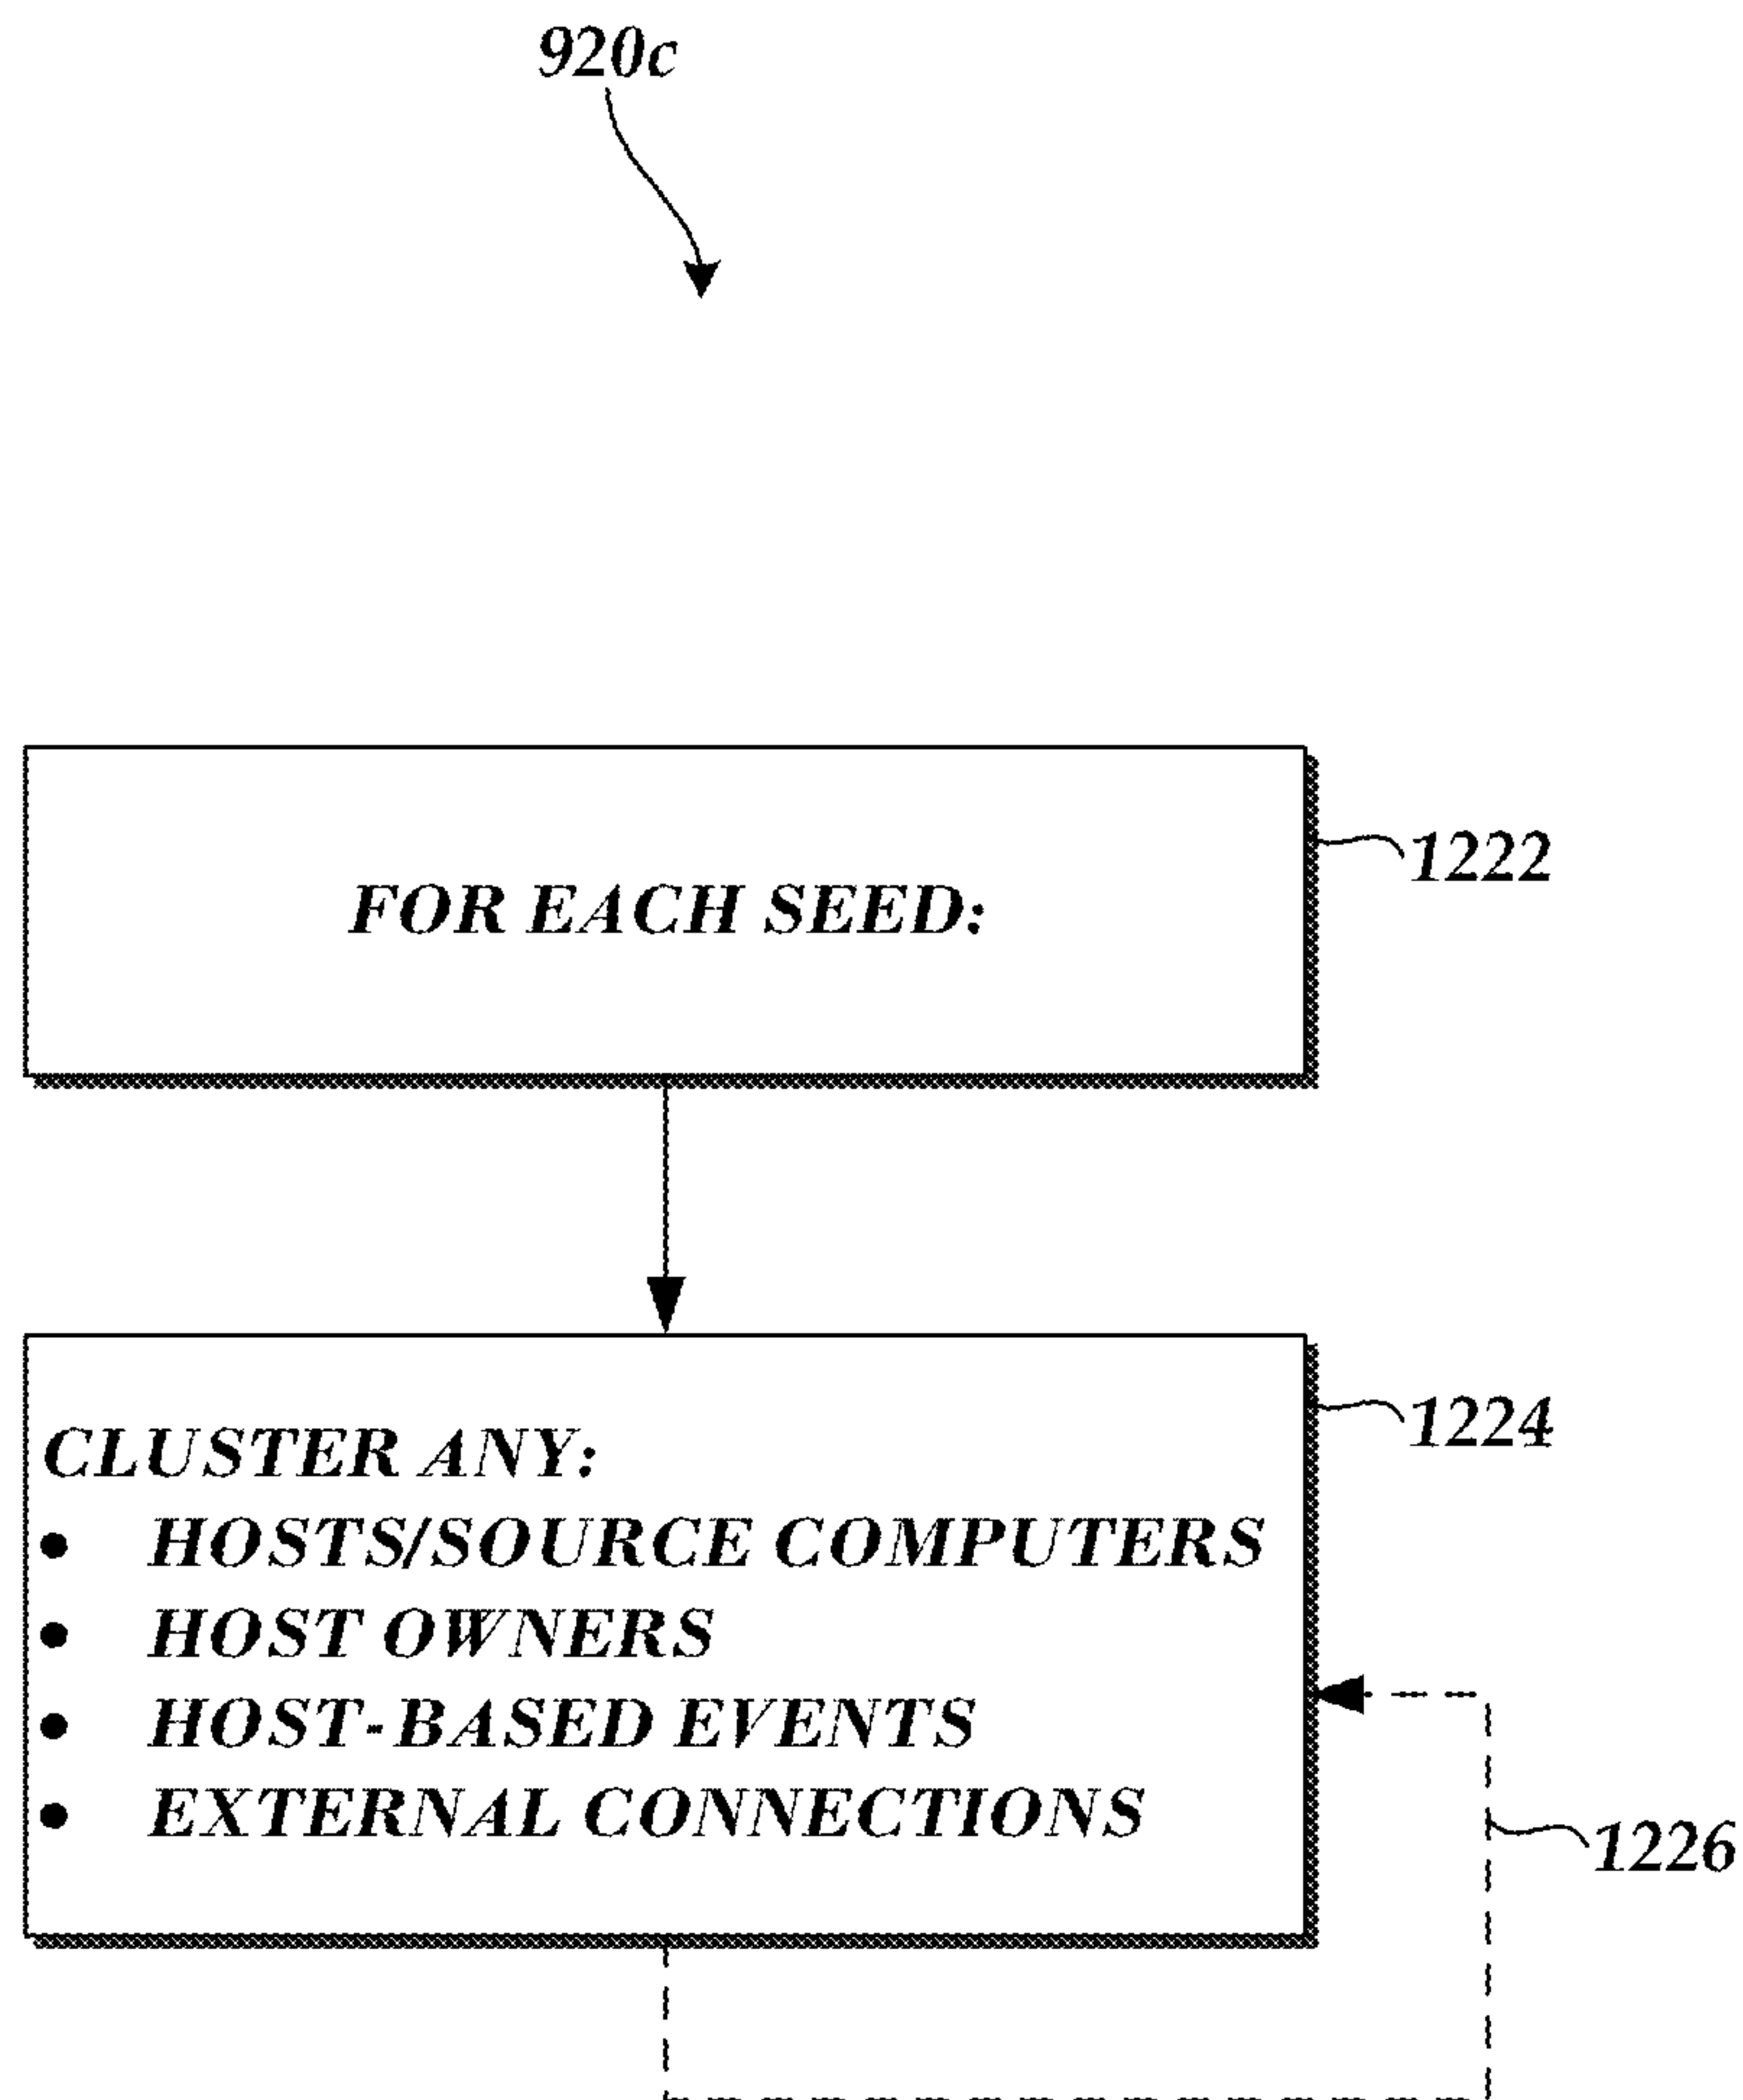 920c
FOR EACH SEED:
1222
CLUSTER ANY:
1224
• HOSTS/SOURCE COMPUTERS
• HOST OWNERS
• HOST-BASED EVENTS
• EXTERNAL CONNECTIONS
1226